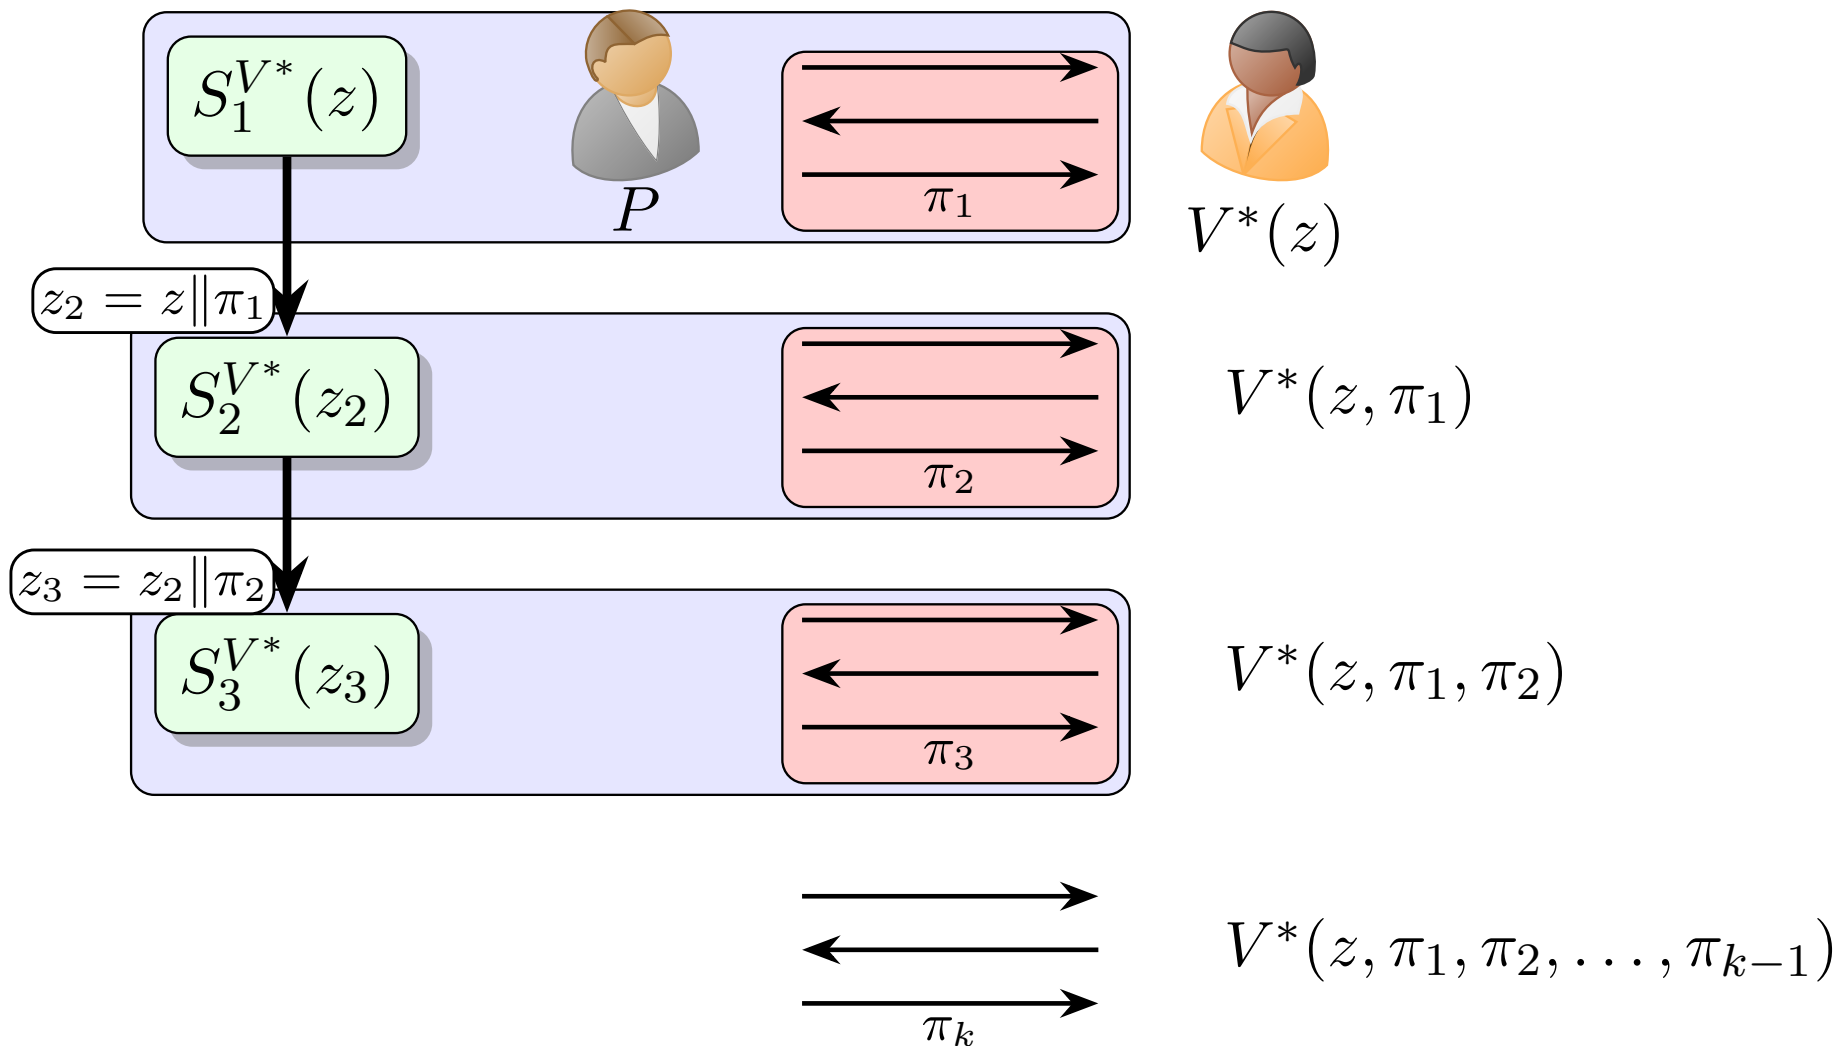 S_1^{V*}(z)
P
π_1
V*(z)
z_2 = z‖π_1
S_2^{V*}(z_2)
π_2
V*(z, π_1)
z_3 = z_2‖π_2
S_3^{V*}(z_3)
π_3
V*(z, π_1, π_2)
π_k
V*(z, π_1, π_2, . . . , π_{k−1})